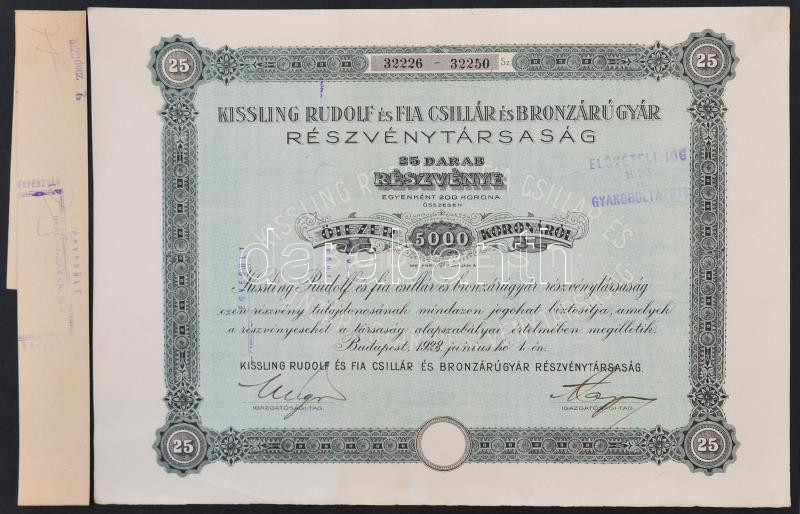 25
32226 - 32250
Sz.
25
KISSLING RUDOLF ÉS FIA CSILLÁR ÉS BRONZÁRÚGYÁR
RÉSZVÉNYTÁRSASÁG
25 DARAB
RÉSZVÉNYE
EGYENKÉNT 200 KORONA
ÖSSZESEN
ÖTEZER 5000 KORONÁRÓL
ELŐVÉTELI JOG
GYAKOROLTATOTT
Kissling Rudolf és fia csillár és bronzárúgyár részvénytársaság
ezen részvény tulajdonosának mindazon jogokat biztosítja, amelyek
a részvényeseket a társaság alapszabályai értelmében megilletik.
Budapest, 1923. junius hó 1-én.
KISSLING RUDOLF ÉS FIA CSILLÁR ÉS BRONZÁRÚGYÁR RÉSZVÉNYTÁRSASÁG.
IGAZGATÓSÁGI-TAG.
IGAZGATÓSÁGI-TAG.
25
25
darabanth